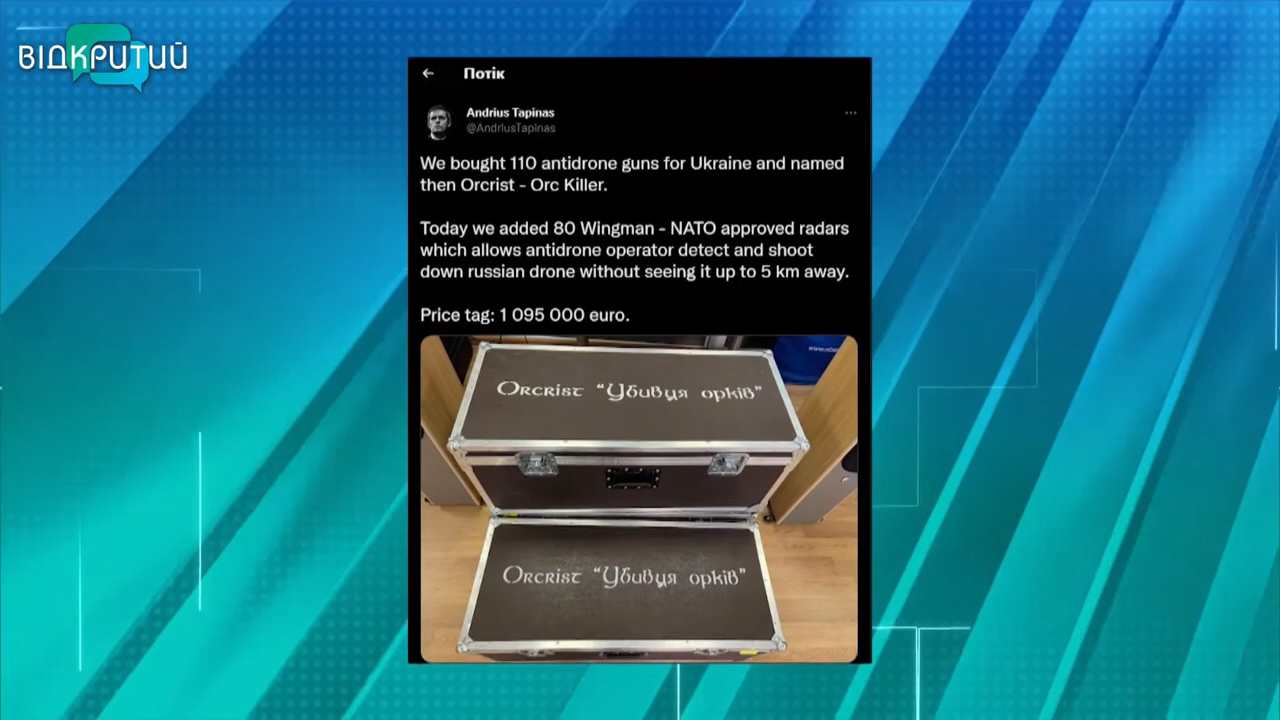 ВІДКРИТИЙ
Потік
Andrius Tapinas
@AndriusTapinas
We bought 110 antidrone guns for Ukraine and named
then Orcrist - Orc Killer.
Today we added 80 Wingman - NATO approved radars
which allows antidrone operator detect and shoot
down russian drone without seeing it up to 5 km away.
Price tag: 1 095 000 euro.
Orcrist “Убивця орків”
Orcrist “Убивця орків”